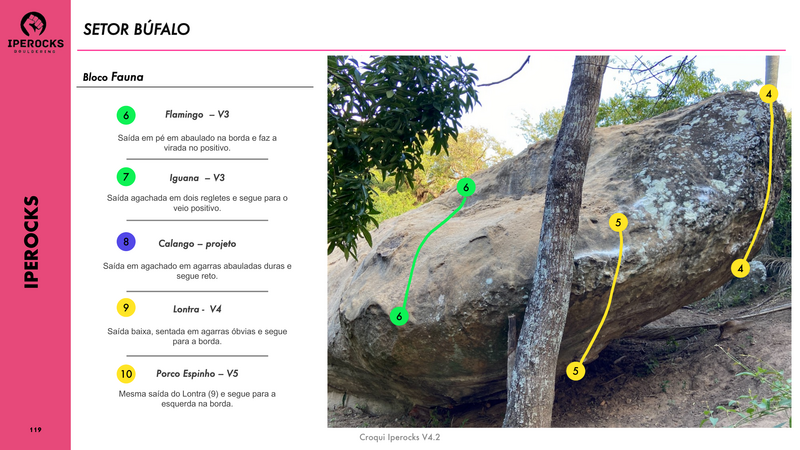 IPEROCKS
BOULDERING
SETOR BÚFALO
Bloco Fauna
6 Flamingo – V3
Saída em pé em abaulado na borda e faz a
virada no positivo.
7 Iguana – V3
Saída agachada em dois regletes e segue para o
veio positivo.
8 Calango – projeto
Saída em agachado em agarras abauladas duras e
segue reto.
9 Lontra - V4
Saída baixa, sentada em agarras óbvias e segue
para a borda.
10 Porco Espinho – V5
Mesma saída do Lontra (9) e segue para a
esquerda na borda.
IPEROCKS
119
4
6
5
4
6
5
Croqui Iperocks V4.2